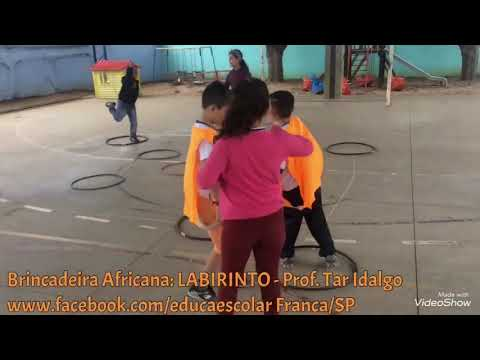 Brincadeira Africana: LABIRINTO - Prof. Tar Idalgo
www.facebook.com/educaescolar Franca/SP
Made with
VideoShow